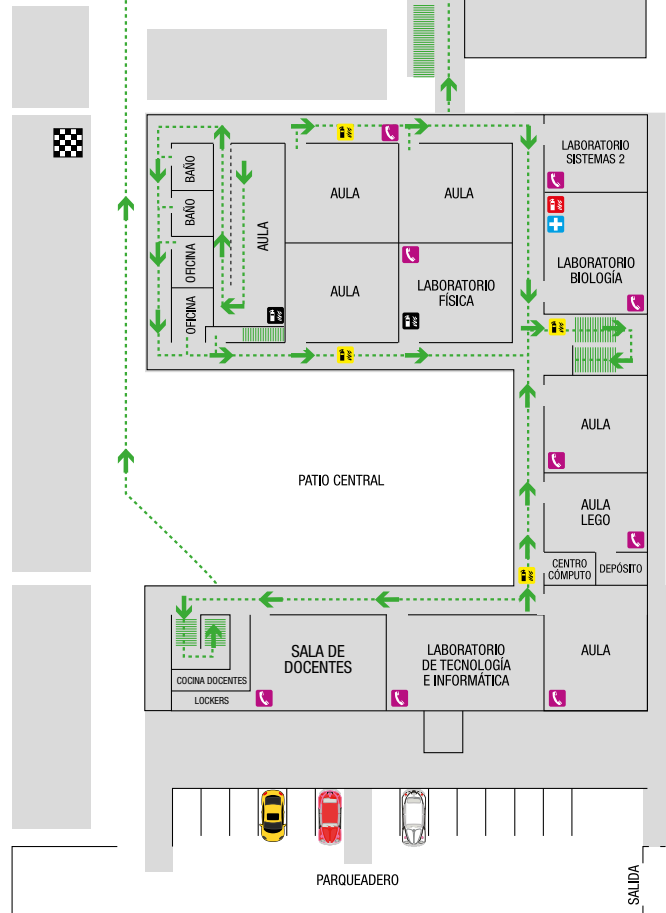 LABORATORIO
SISTEMAS 2
BAÑO
BAÑO
OFICINA
OFICINA
AULA
AULA
AULA
AULA
LABORATORIO
FÍSICA
LABORATORIO
BIOLOGÍA
AULA
PATIO CENTRAL
AULA
LEGO
CENTRO
CÓMPUTO
DEPÓSITO
SALA DE
DOCENTES
LABORATORIO
DE TECNOLOGÍA
E INFORMÁTICA
AULA
COCINA DOCENTES
LOCKERS
PARQUEADERO
SALIDA